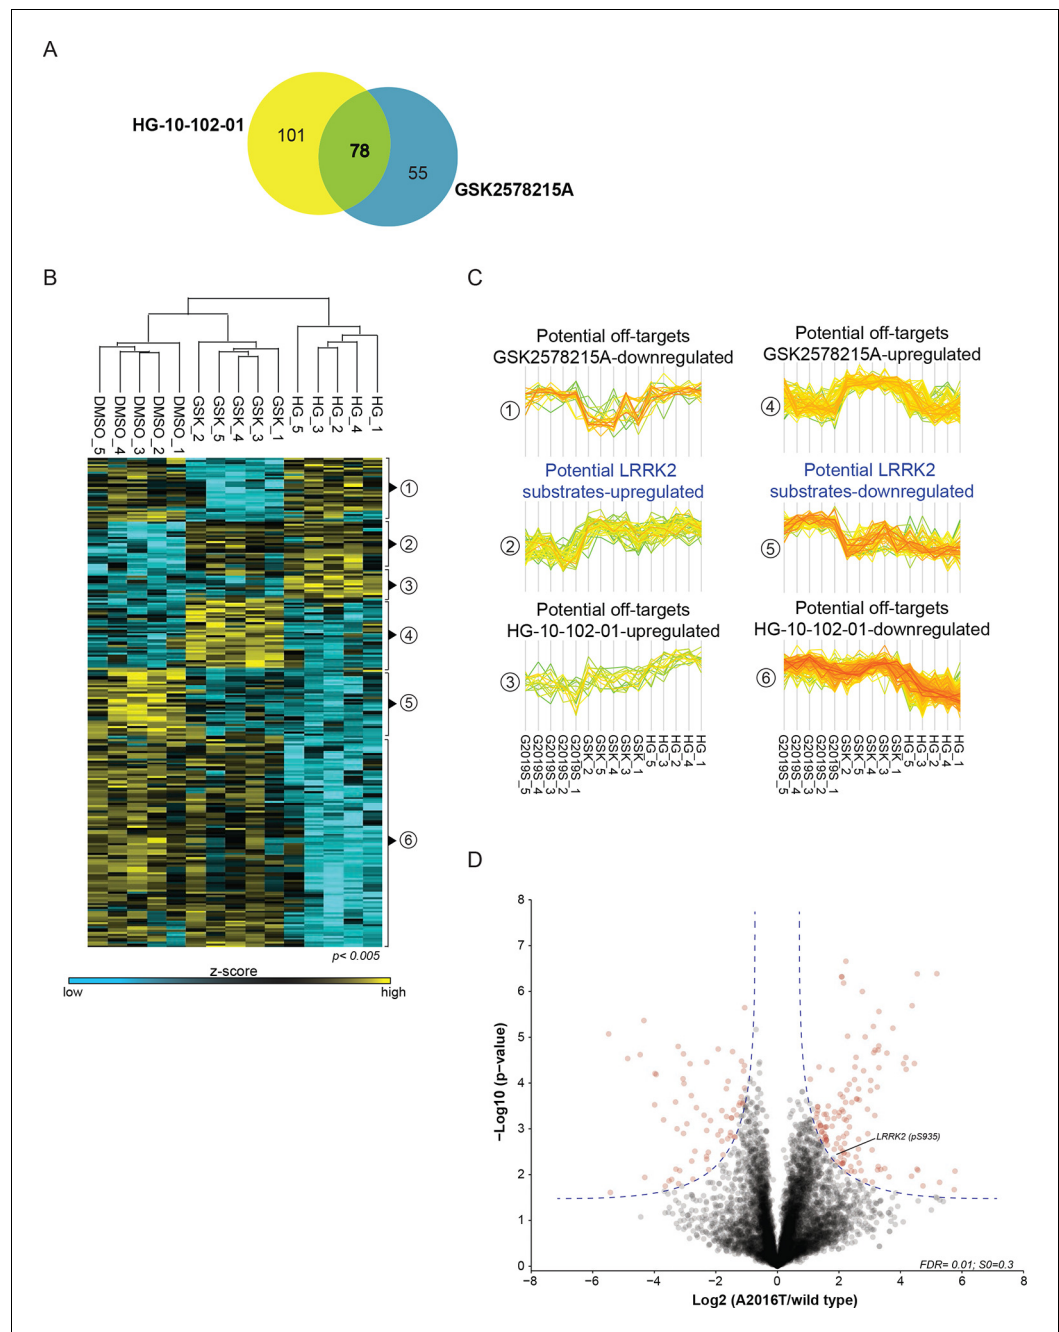 A
HG-10-102-01
101
78
55
GSK2578215A
B
DMSO_5
DMSO_4
DMSO_3
DMSO_2
DMSO_1
GSK_2
GSK_5
GSK_4
GSK_3
GSK_1
HG_5
HG_3
HG_2
HG_4
HG_1
1
2
3
4
5
6
p< 0.005
z-score
low
high
C
Potential off-targets
GSK2578215A-downregulated
1
Potential off-targets
GSK2578215A-upregulated
4
Potential LRRK2
substrates-upregulated
2
Potential LRRK2
substrates-downregulated
5
Potential off-targets
HG-10-102-01-upregulated
3
Potential off-targets
HG-10-102-01-downregulated
6
G2019S_5
G2019S_4
G2019S_3
G2019S_2
G2019S_1
GSK_2
GSK_5
GSK_4
GSK_3
GSK_1
HG_5
HG_3
HG_2
HG_4
HG_1
G2019S_5
G2019S_4
G2019S_3
G2019S_2
G2019S_1
GSK_2
GSK_5
GSK_4
GSK_3
GSK_1
HG_5
HG_3
HG_2
HG_4
HG_1
D
8
7
6
5
4
3
2
1
0
−Log10 (p−value)
LRRK2 (pS935)
FDR= 0.01; S0=0.3
−8
−6
−4
−2
0
2
4
6
8
Log2 (A2016T/wild type)